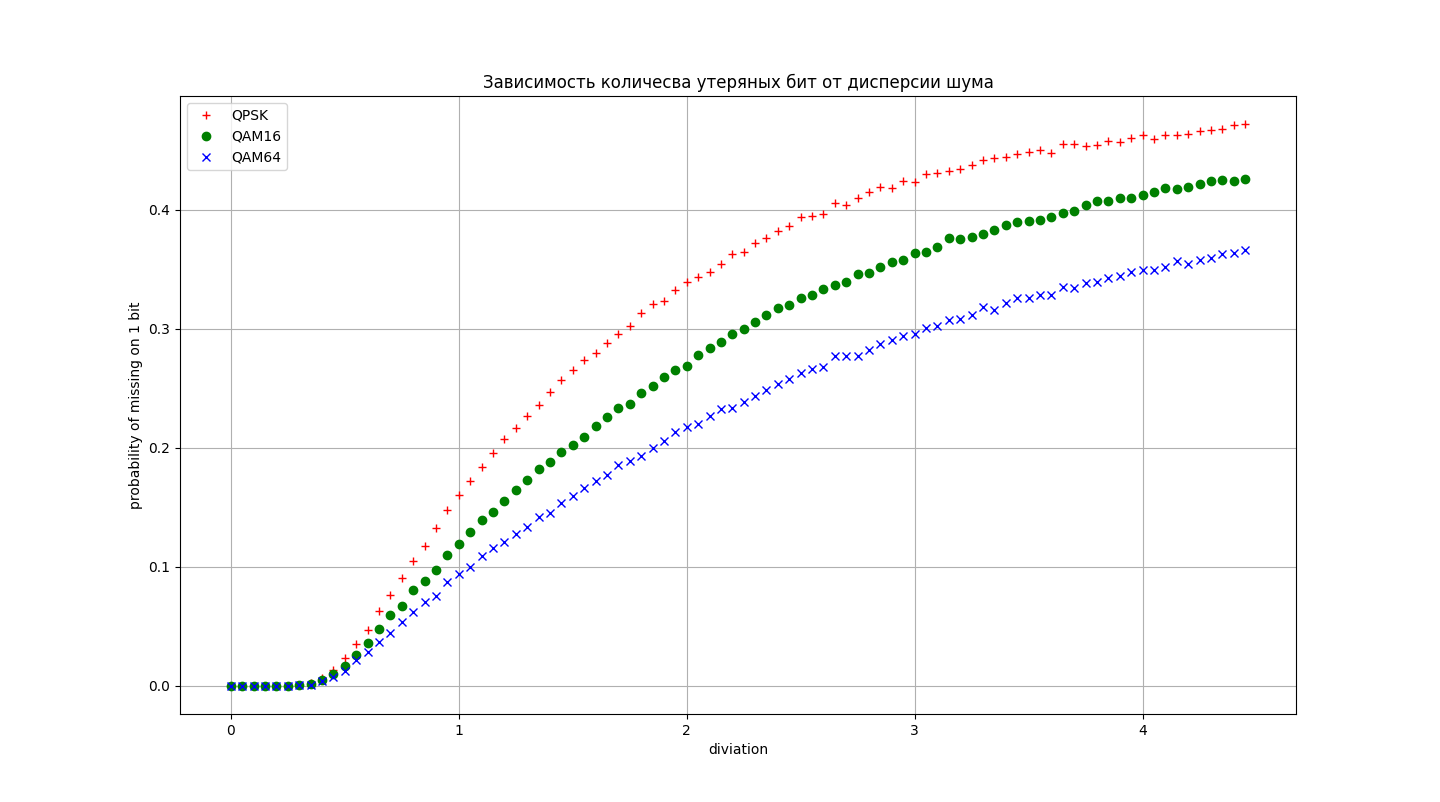 Зависимость количесва утеряных бит от дисперсии шума
QPSK
QAM16
QAM64
probability of missing on 1 bit
0.4
0.3
0.2
0.1
0.0
0 1 2 3 4
diviation